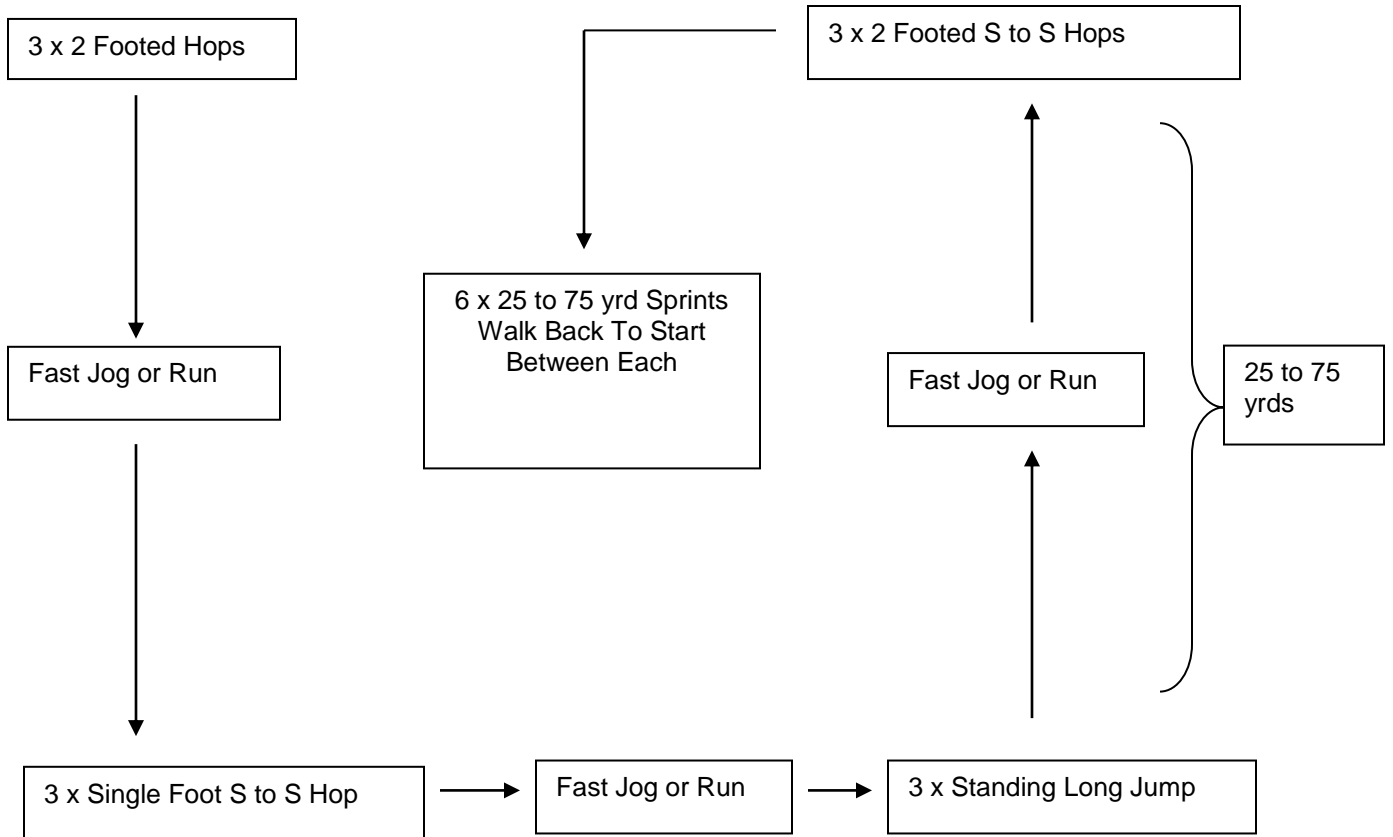 3 x 2 Footed Hops
3 x 2 Footed S to S Hops
6 x 25 to 75 yrd Sprints
Walk Back To Start
Between Each
Fast Jog or Run
Fast Jog or Run
25 to 75
yrds
3 x Single Foot S to S Hop
Fast Jog or Run
3 x Standing Long Jump